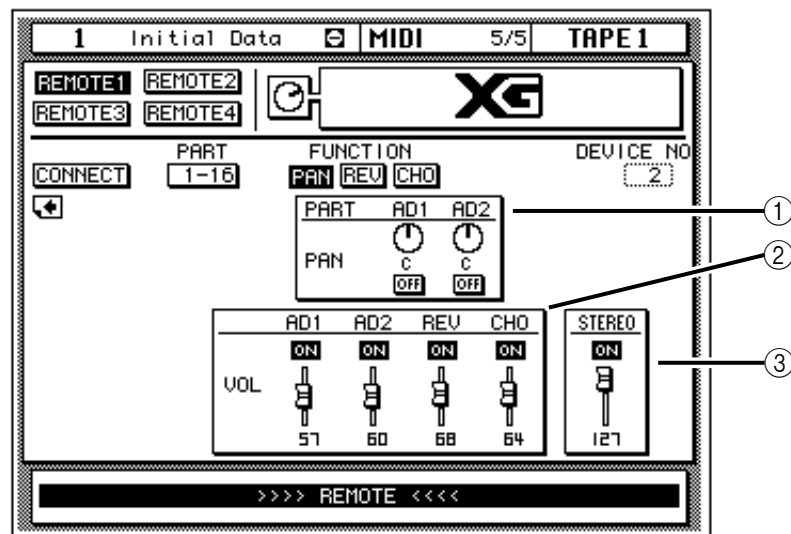 1 Initial Data MIDI 5/5 TAPE1
REMOTE1 REMOTE2
REMOTE3 REMOTE4
XG
PART FUNCTION DEVICE NO
CONNECT 1-16 PAN REV CHO 2
PART AD1 AD2
PAN C C
OFF OFF
①
②
AD1 AD2 REV CHO STEREO
ON ON ON ON ON
③
VOL
57 60 68 64 127
>>>> REMOTE <<<<